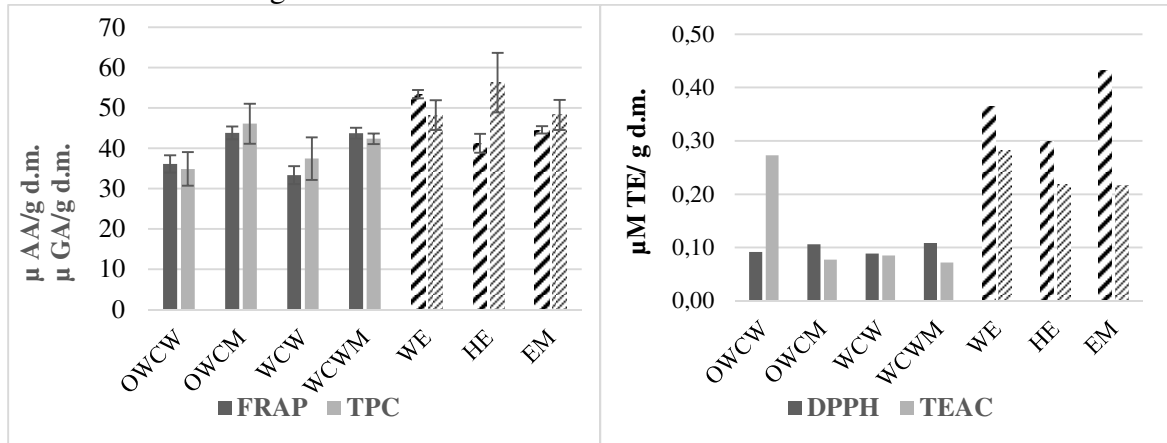 70
60
50
40
30
20
10
0
µ AA/g d.m.
µ GA/g d.m.
OWCW
OWCM
WCW
WCWM
WE
HE
EM
FRAP
TPC
0,50
0,40
0,30
0,20
0,10
0,00
µM TE/ g d.m.
OWCW
OWCM
WCW
WCWM
WE
HE
EM
DPPH
TEAC